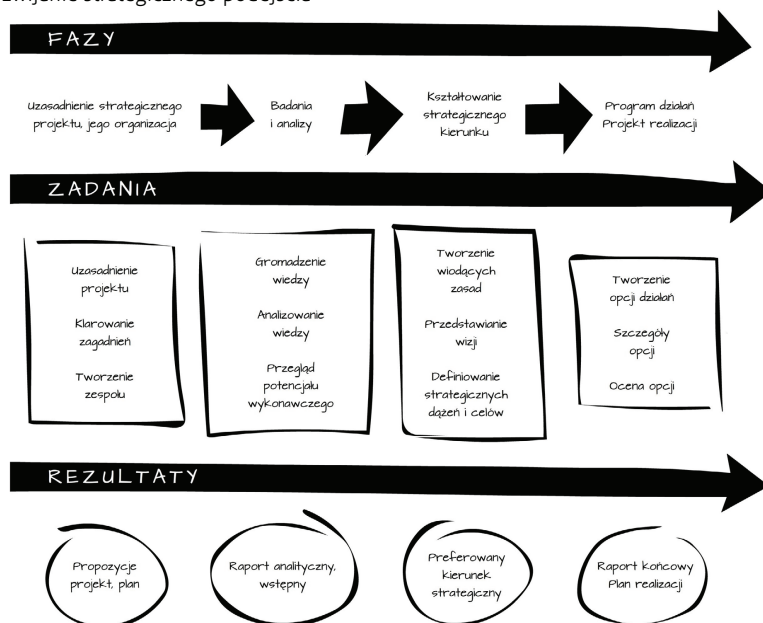 strategicznego podejście
FAZY
Uzasadnienie strategicznego
projektu, jego organizacja
Badania
i analizy
Kształtowanie
strategicznego
kierunku
Program działań
Projekt realizacji
ZADANIA
Uzasadnienie
projektu
Klarowanie
zagadnień
Tworzenie
zespołu
Gromadzenie
wiedzy
Analizowanie
wiedzy
Przegląd
potencjału
wykonawczego
Tworzenie
wiodących
zasad
Przedstawianie
wizji
Definiowanie
strategicznych
dążeń i celów
Tworzenie
opcji działań
Szczegóły
opcji
Ocena opcji
REZULTATY
Propozycje
projekt, plan
Raport analityczny,
wstępny
Preferowany
kierunek
strategiczny
Raport końcowy
Plan realizacji